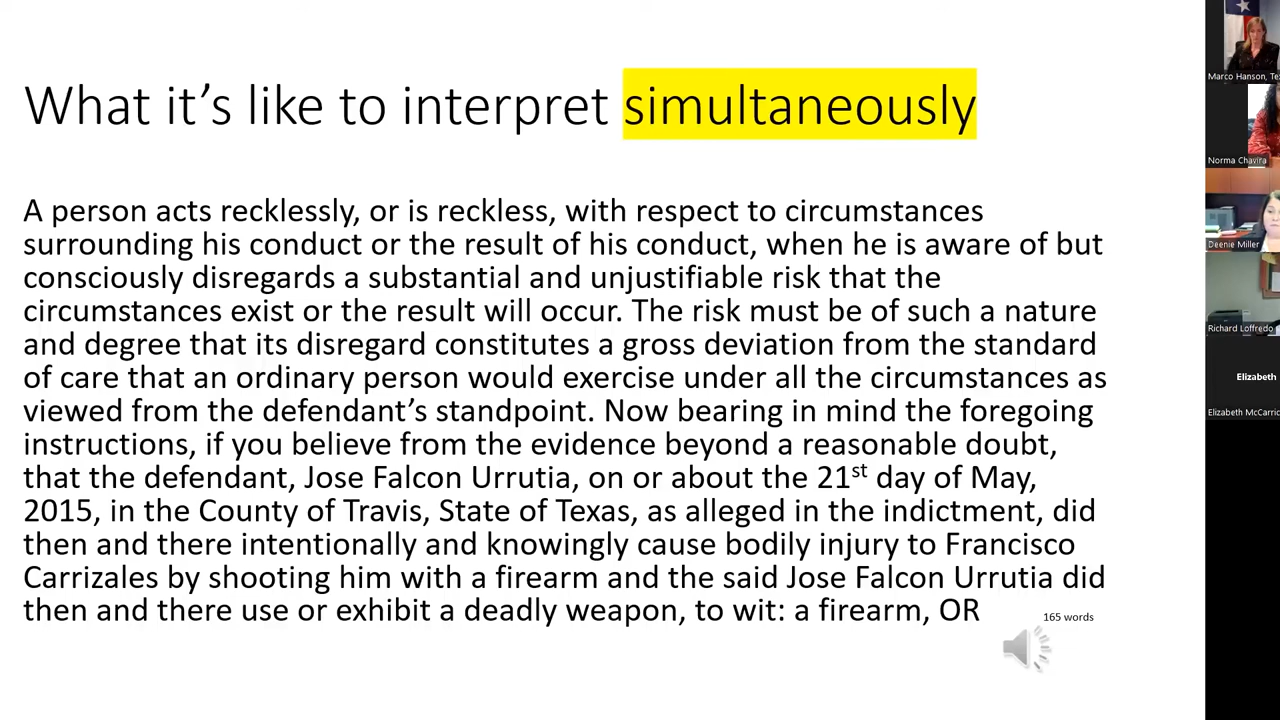 What it's like to interpret simultaneously
A person acts recklessly, or is reckless, with respect to circumstances
surrounding his conduct or the result of his conduct, when he is aware of but
consciously disregards a substantial and unjustifiable risk that the
circumstances exist or the result will occur. The risk must be of such a nature
and degree that its disregard constitutes a gross deviation from the standard
of care that an ordinary person would exercise under all the circumstances as
viewed from the defendant's standpoint. Now bearing in mind the foregoing
instructions, if you believe from the evidence beyond a reasonable doubt,
that the defendant, Jose Falcon Urrutia, on or about the 21st day of May,
2015, in the County of Travis, State of Texas, as alleged in the indictment, did
then and there intentionally and knowingly cause bodily injury to Francisco
Carrizales by shooting him with a firearm and the said Jose Falcon Urrutia did
then and there use or exhibit a deadly weapon, to wit: a firearm, OR
165 words
Marco Hanson, Te
Norma Chavira
Deenie Miller
Richard Loffredo
Elizabeth
Elizabeth McCarric